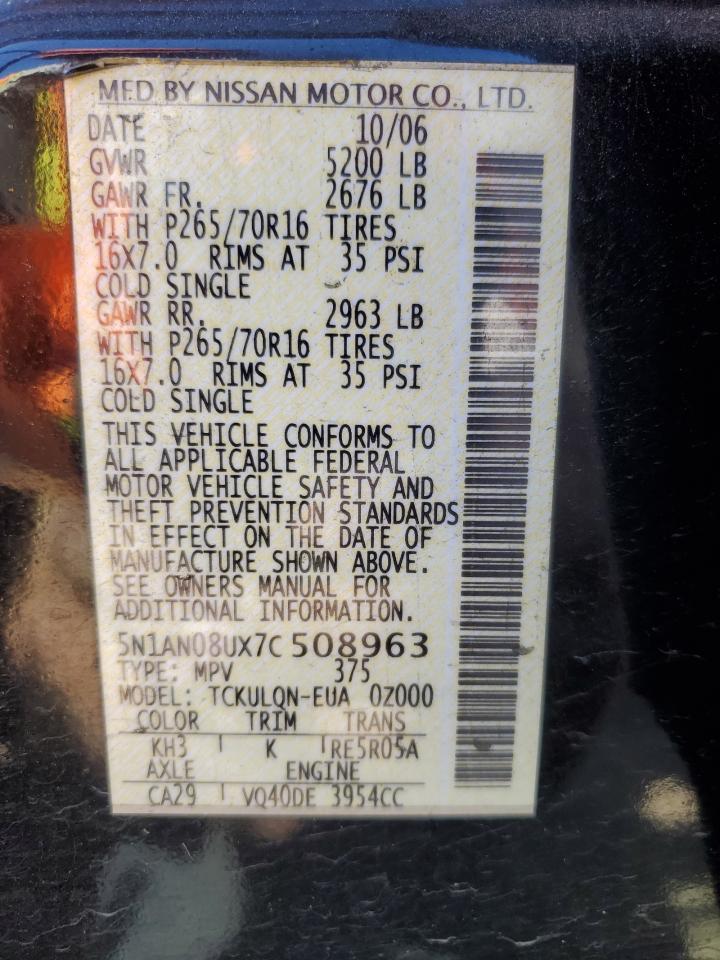 MFD BY NISSAN MOTOR CO., LTD.
DATE 10/06
GVWR 5200 LB
GAWR FR. 2676 LB
WITH P265/70R16 TIRES
16X7.0 RIMS AT 35 PSI
COLD SINGLE
GAWR RR. 2963 LB
WITH P265/70R16 TIRES
16X7.0 RIMS AT 35 PSI
COLD SINGLE
THIS VEHICLE CONFORMS TO
ALL APPLICABLE FEDERAL
MOTOR VEHICLE SAFETY AND
THEFT PREVENTION STANDARDS
IN EFFECT ON THE DATE OF
MANUFACTURE SHOWN ABOVE.
SEE OWNERS MANUAL FOR
ADDITIONAL INFORMATION.
5N1AN08UX7C 508963
TYPE: MPV 375
MODEL: TCKULQN-EUA 0Z000
COLOR TRIM TRANS
KH3 K RE5R05A
AXLE ENGINE
CA29 VQ40DE 3954CC